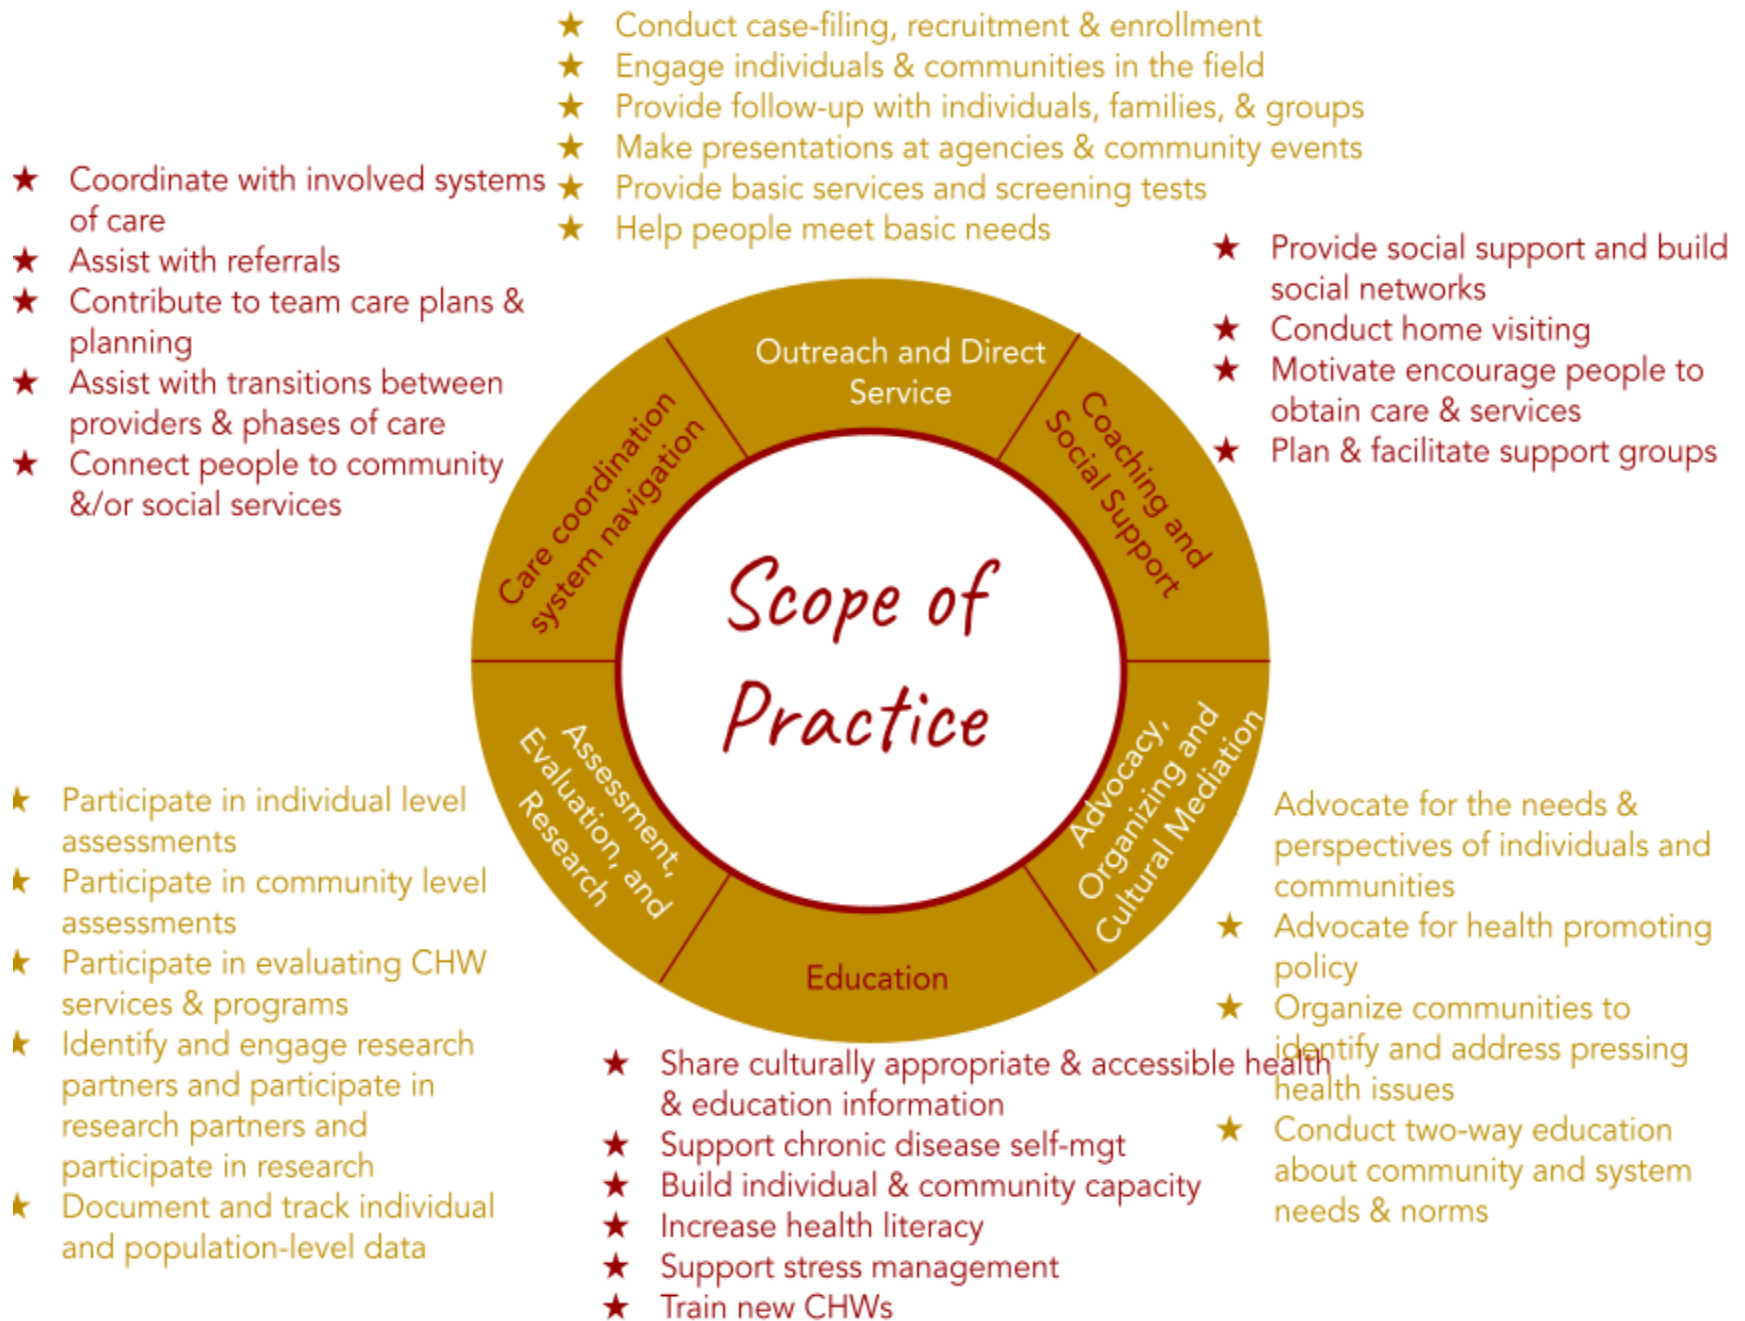 ★ Conduct case-filing, recruitment & enrollment
★ Engage individuals & communities in the field
★ Provide follow-up with individuals, families, & groups
★ Make presentations at agencies & community events
★ Provide basic services and screening tests
★ Help people meet basic needs
★ Coordinate with involved systems
of care
★ Assist with referrals
★ Contribute to team care plans &
planning
★ Assist with transitions between
providers & phases of care
★ Connect people to community
&/or social services
★ Provide social support and build
social networks
★ Conduct home visiting
★ Motivate encourage people to
obtain care & services
★ Plan & facilitate support groups
Outreach and Direct
Service
Care coordination
system navigation
Coaching and
Social Support
Scope of
Practice
Assessment,
Evaluation, and
Research
Advocacy,
Organizing and
Cultural Mediation
Education
★ Participate in individual level
assessments
★ Participate in community level
assessments
★ Participate in evaluating CHW
services & programs
★ Identify and engage research
partners and participate in
research partners and
participate in research
★ Document and track individual
and population-level data
Advocate for the needs &
perspectives of individuals and
communities
★ Advocate for health promoting
policy
★ Organize communities to
identify and address pressing
health issues
★ Conduct two-way education
about community and system
needs & norms
★ Share culturally appropriate & accessible health
& education information
★ Support chronic disease self-mgt
★ Build individual & community capacity
★ Increase health literacy
★ Support stress management
★ Train new CHWs